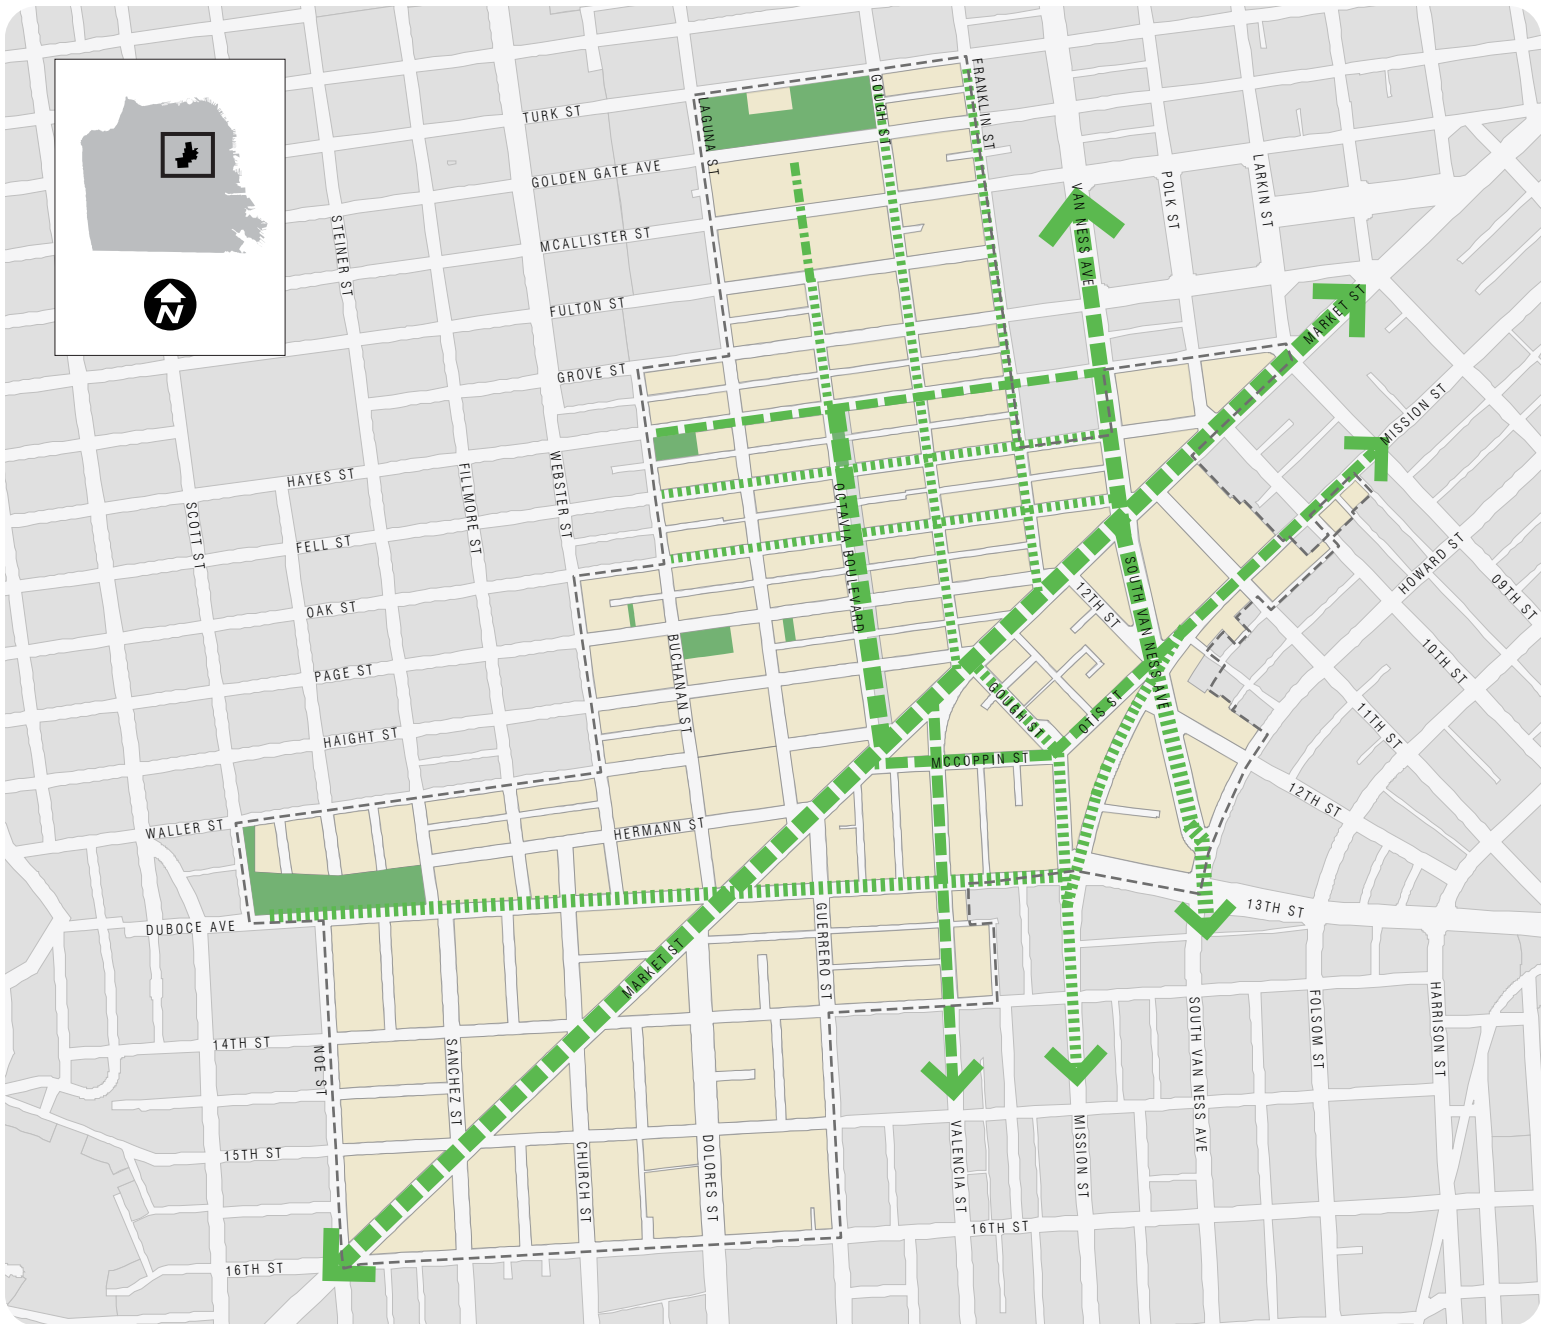 TURK ST
GOLDEN GATE AVE
MCALLISTER ST
FULTON ST
GROVE ST
HAYES ST
FELL ST
OAK ST
PAGE ST
HAIGHT ST
WALLER ST
HERMANN ST
DUBOCE AVE
14TH ST
15TH ST
16TH ST
16TH ST
N
STEINER ST
SCOTT ST
FILLMORE ST
WEBSTER ST
BUCHANAN ST
LAGUNA ST
GOUGH ST
FRANKLIN ST
VAN NESS AVE
POLK ST
LARKIN ST
MARKET ST
MISSION ST
HOWARD ST
09TH ST
10TH ST
11TH ST
12TH ST
12TH ST
13TH ST
OCTAVIA BOULEVARD
SOUTH VAN NESS AVE
GOUGH ST
OTIS ST
MCCOPPIN ST
MARKET ST
GUERRERO ST
NOE ST
SANCHEZ ST
CHURCH ST
DOLORES ST
VALENCIA ST
MISSION ST
SOUTH VAN NESS AVE
FOLSOM ST
HARRISON ST